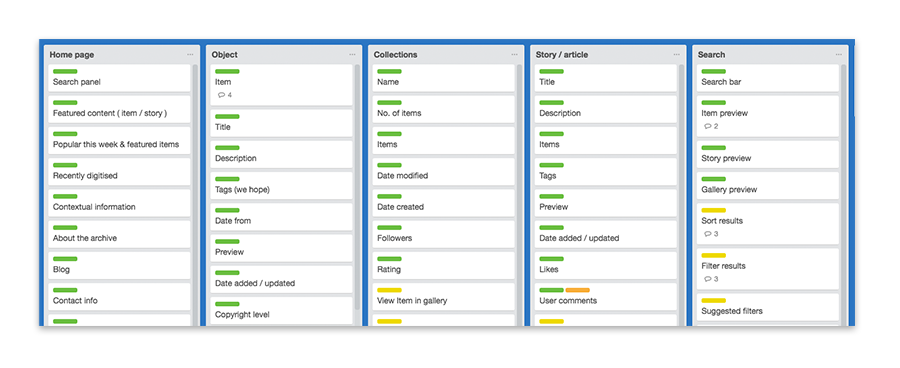 Home page
Search panel
Featured content ( item / story )
Popular this week & featured items
Recently digitised
Contextual information
About the archive
Blog
Contact info
Object
Item
4
Title
Description
Tags (we hope)
Date from
Preview
Date added / updated
Copyright level
Collections
Name
No. of items
Items
Date modified
Date created
Followers
Rating
View Item in gallery
Story / article
Title
Description
Items
Tags
Preview
Date added / updated
Likes
User comments
Search
Search bar
Item preview
2
Story preview
Gallery preview
Sort results
3
Filter results
3
Suggested filters